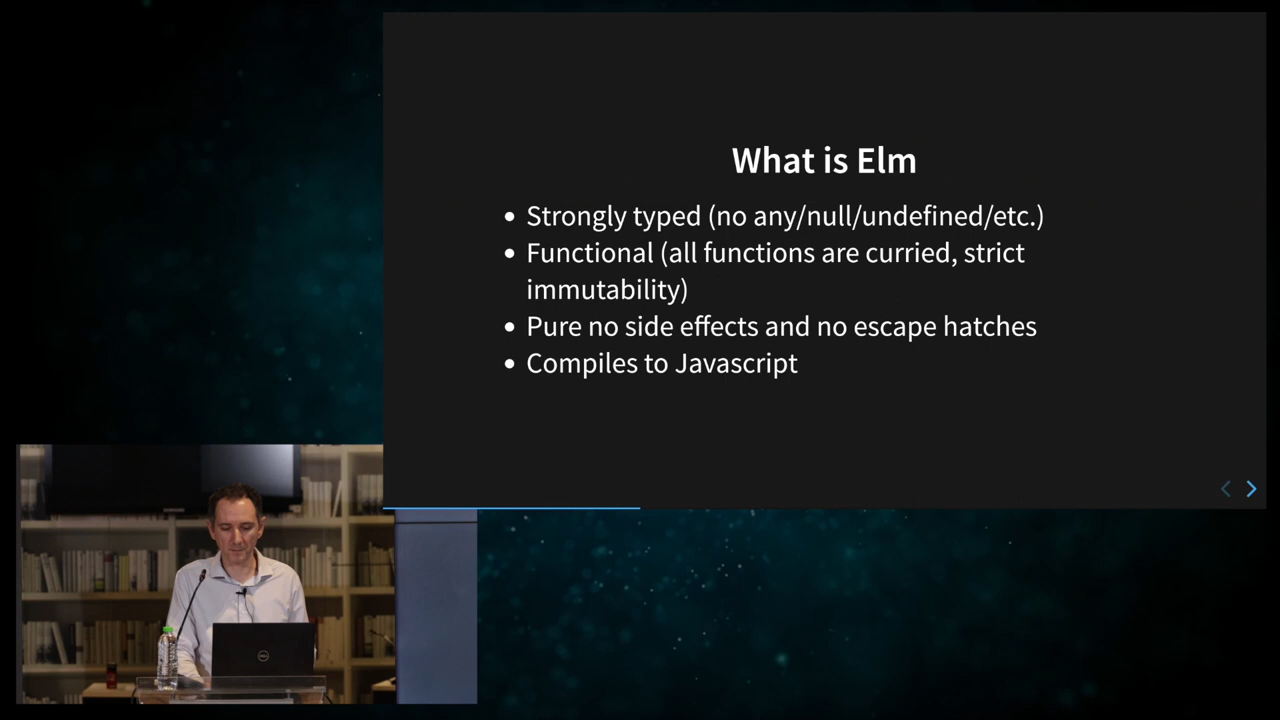 What is Elm
• Strongly typed (no any/null/undefined/etc.)
• Functional (all functions are curried, strict
immutability)
• Pure no side effects and no escape hatches
• Compiles to Javascript
DELL